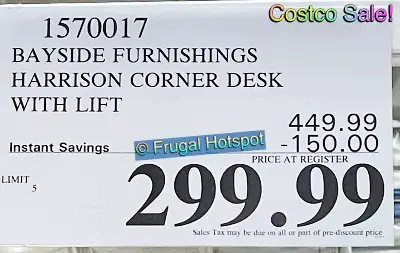 Costco Sale!
1570017
BAYSIDE FURNISHINGS
HARRISON CORNER DESK
WITH LIFT
449.99
Instant Savings -150.00
© Frugal Hotspot
PRICE AT REGISTER
LIMIT
5
299.99
Sales Tax may be due on all or part of pre-discount price